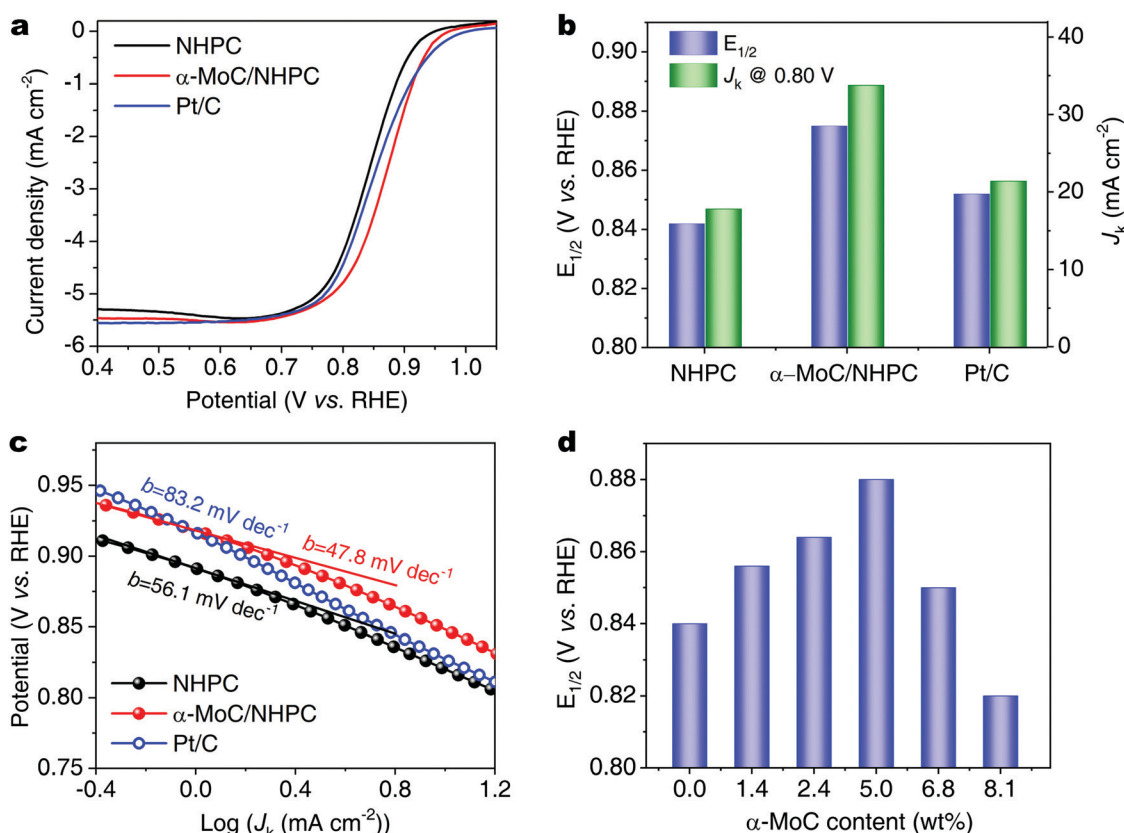 a
NHPC
α-MoC/NHPC
Pt/C
Current density (mA cm-2)
0
-1
-2
-3
-4
-5
-6
0.4 0.5 0.6 0.7 0.8 0.9 1.0
Potential (V vs. RHE)
b
E1/2
Jk @ 0.80 V
E1/2 (V vs. RHE)
0.90
0.88
0.86
0.84
0.82
0.80
Jk (mA cm-2)
40
30
20
10
0
NHPC α–MoC/NHPC Pt/C
c
b=83.2 mV dec-1
b=47.8 mV dec-1
b=56.1 mV dec-1
NHPC
α-MoC/NHPC
Pt/C
Potential (V vs. RHE)
0.95
0.90
0.85
0.80
0.75
-0.4 0.0 0.4 0.8 1.2
Log (Jk (mA cm-2))
d
E1/2 (V vs. RHE)
0.88
0.86
0.84
0.82
0.80
0.0 1.4 2.4 5.0 6.8 8.1
α-MoC content (wt%)